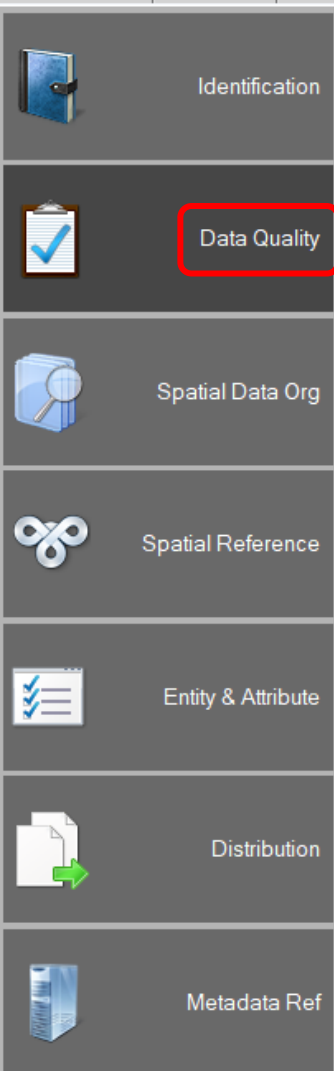 Identification
Data Quality
Spatial Data Org
Spatial Reference
Entity & Attribute
Distribution
Metadata Ref